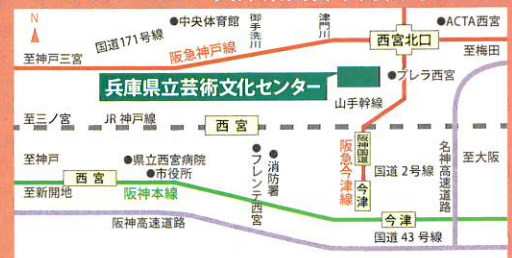 N
●中央体育館
御手洗川
津門川
●ACTA西宮
国道171号線
西宮北口
至梅田
至神戸三宮
阪急神戸線
●プレラ西宮
兵庫県立芸術文化センター
山手幹線
至三ノ宮
JR 神戸線
西宮
阪神国道
阪急今津線
名神高速道路
至大阪
至神戸
●県立西宮病院
●市役所
●フレンテ西宮
●消防署
国道 2号線
西宮
至新開地
阪神本線
今津
今津
阪神高速道路
国道 43 号線